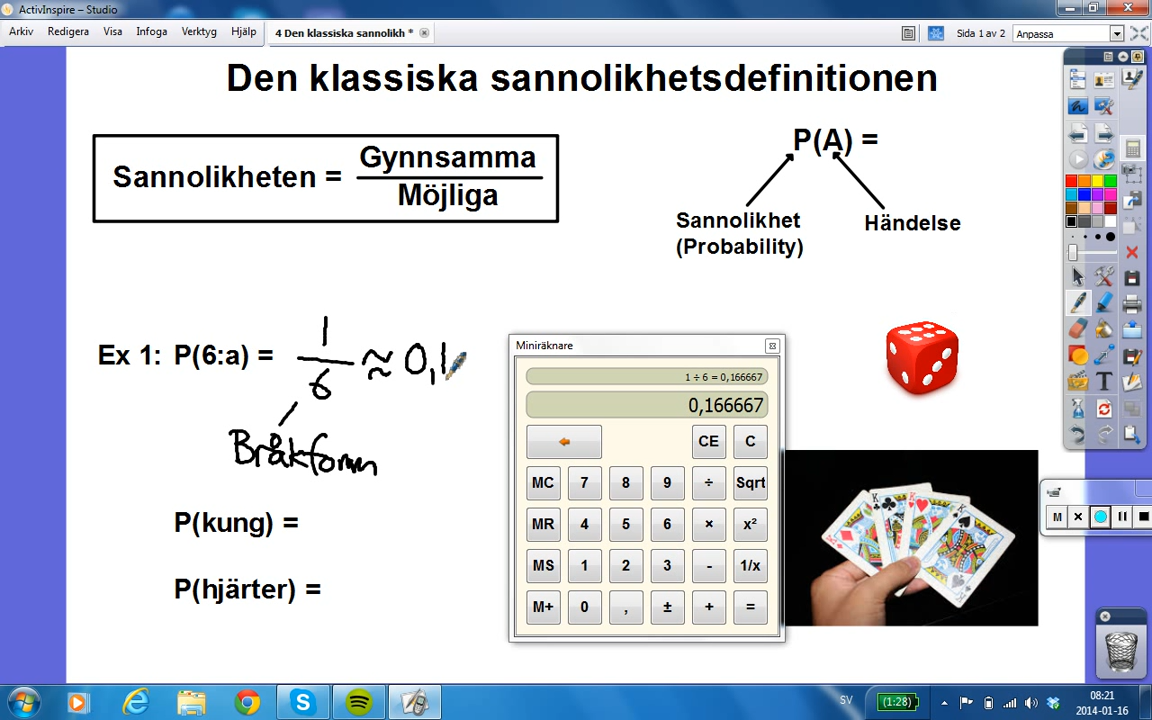 ActivInspire – Studio
Arkiv Redigera Visa Infoga Verktyg Hjälp 4 Den klassiska sannolikh * Sida 1 av 2 Anpassa
Den klassiska sannolikhetsdefinitionen
Sannolikheten = Gynnsamma
Möjliga
P(A) =
Sannolikhet
(Probability)
Händelse
Ex 1: P(6:a) = 1/6 ≈ 0,1
Bråkform
P(kung) =
P(hjärter) =
Miniräknare
1 ÷ 6 = 0,166667
0,166667
CE C
MC 7 8 9 ÷ Sqrt
MR 4 5 6 × x²
MS 1 2 3 - 1/x
M+ 0 , ± + =
K K K K
M
T
SV (1:28) 08:21
2014-01-16